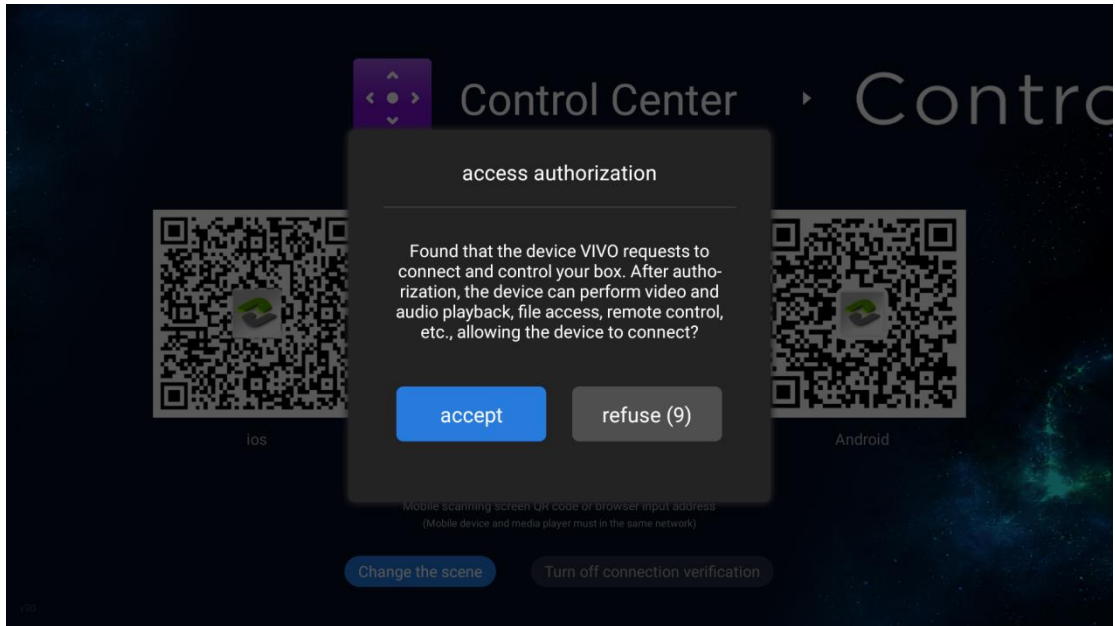 Control Center
Contro
access authorization
Found that the device VIVO requests to
connect and control your box. After autho-
rization, the device can perform video and
audio playback, file access, remote control,
etc., allowing the device to connect?
accept
refuse (9)
ios
Android
Mobile scanning screen QR code or browser input address
(Mobile device and media player must in the same network)
Change the scene
Turn off connection verification